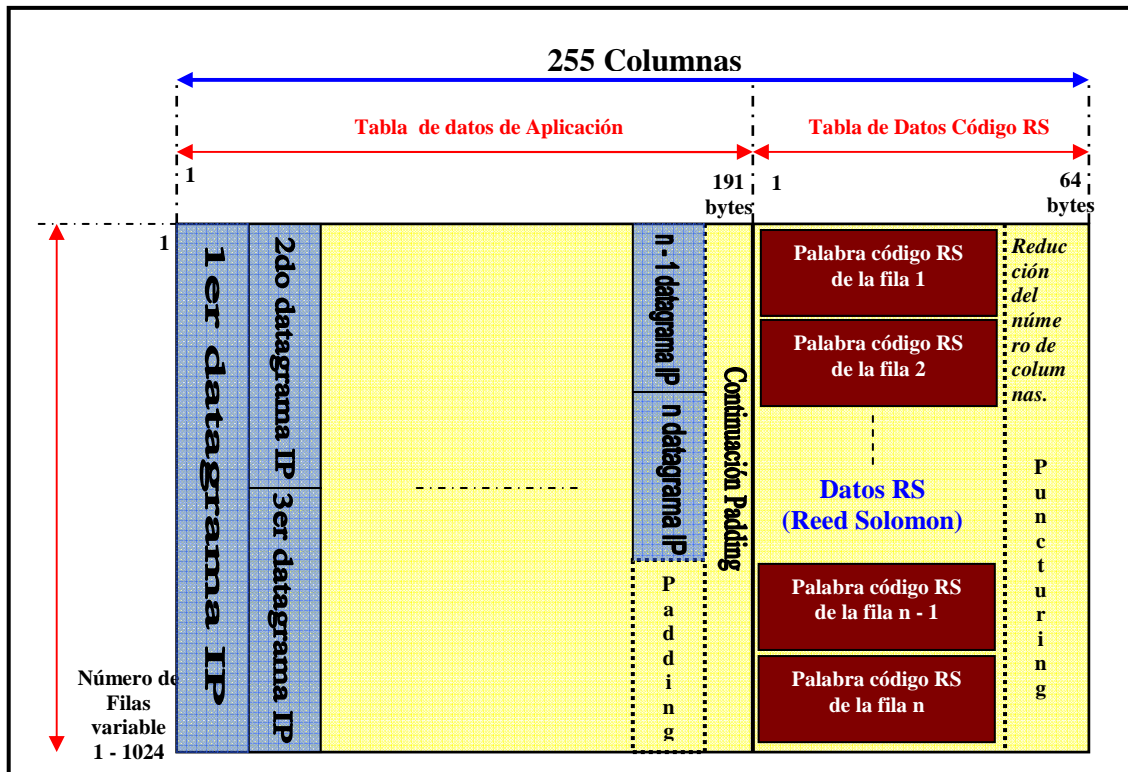 255 Columnas
Tabla de datos de Aplicación
Tabla de Datos Código RS
1
191
bytes
1
64
bytes
1
1er datagrama IP
2do datagrama IP
3er datagrama IP
n - 1 datagrama IP
n datagrama IP
Padding
Continuación Padding
Palabra código RS
de la fila 1
Palabra código RS
de la fila 2
Datos RS
(Reed Solomon)
Palabra código RS
de la fila n - 1
Palabra código RS
de la fila n
Reduc
ción
del
núme
ro de
colum
nas.
Puncturing
Número de
Filas
variable
1 - 1024